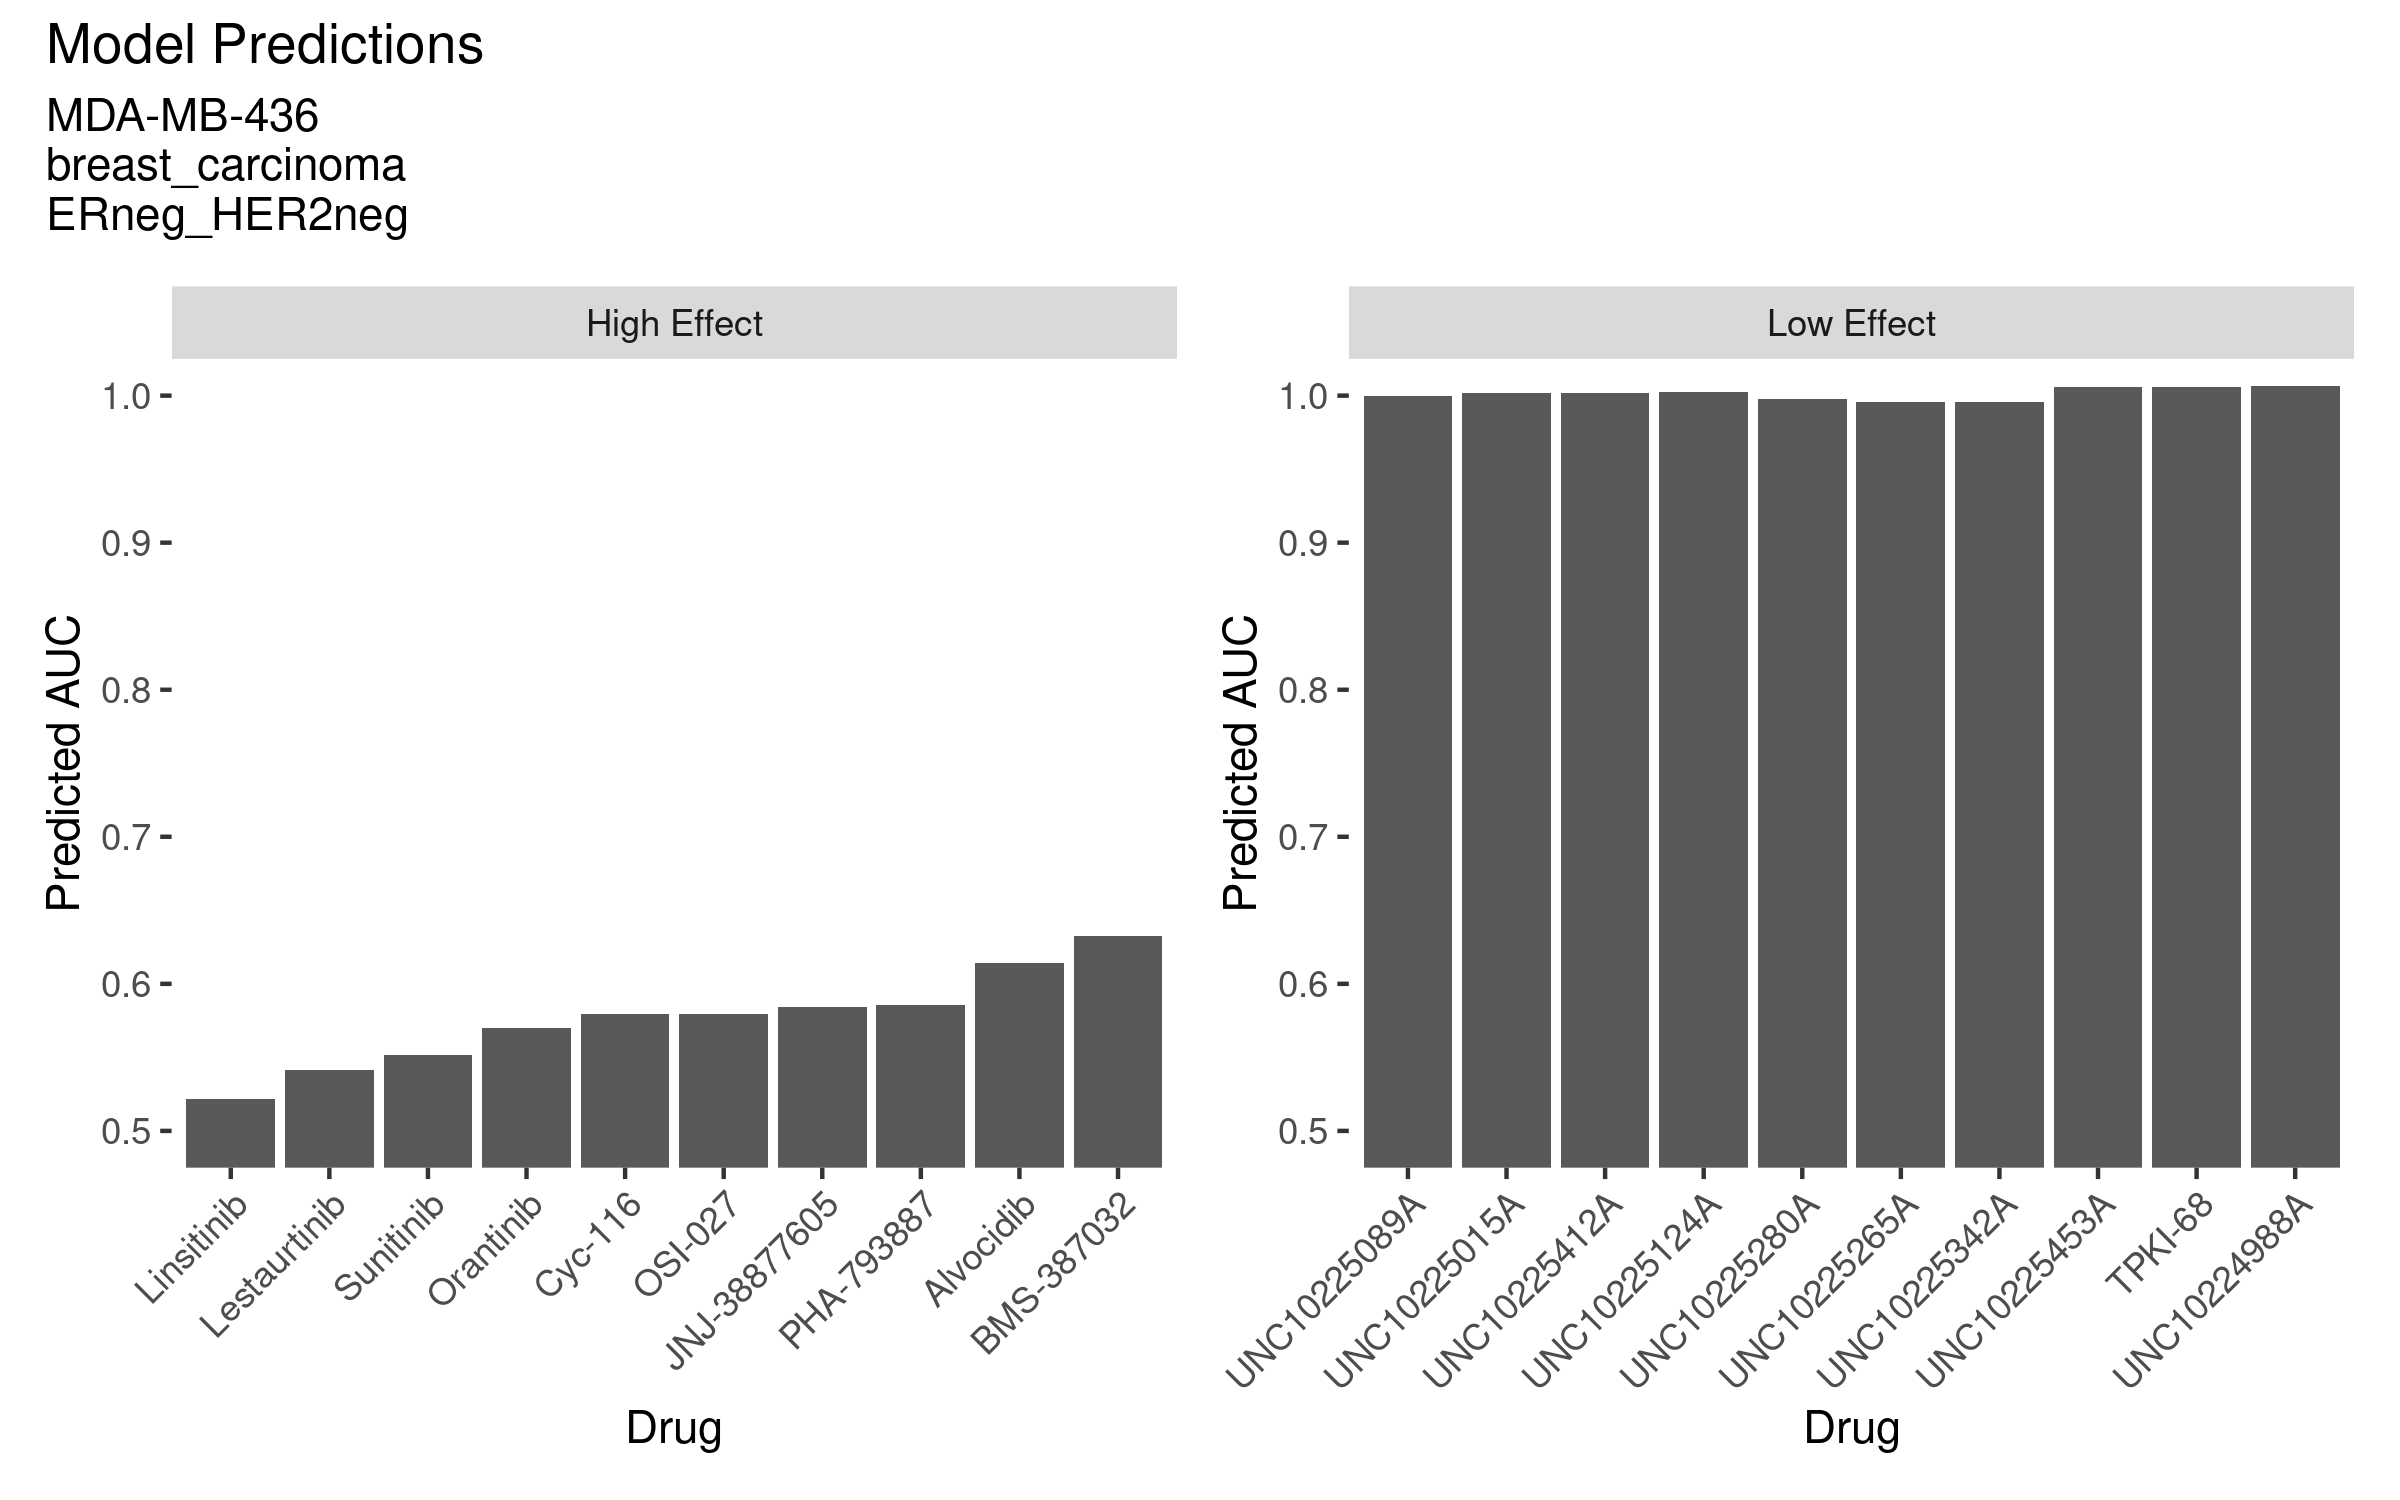 Model Predictions
MDA-MB-436
breast_carcinoma
ERneg_HER2neg
High Effect
Predicted AUC
1.0
0.9
0.8
0.7
0.6
0.5
Linsitinib
Lestaurtinib
Sunitinib
Orantinib
Cyc-116
OSI-027
JNJ-38877605
PHA-793887
Alvocidib
BMS-387032
Drug
Low Effect
Predicted AUC
1.0
0.9
0.8
0.7
0.6
0.5
UNC10225089A
UNC10225015A
UNC10225412A
UNC10225124A
UNC10225280A
UNC10225265A
UNC10225342A
UNC10225453A
TPKI-68
UNC10224988A
Drug